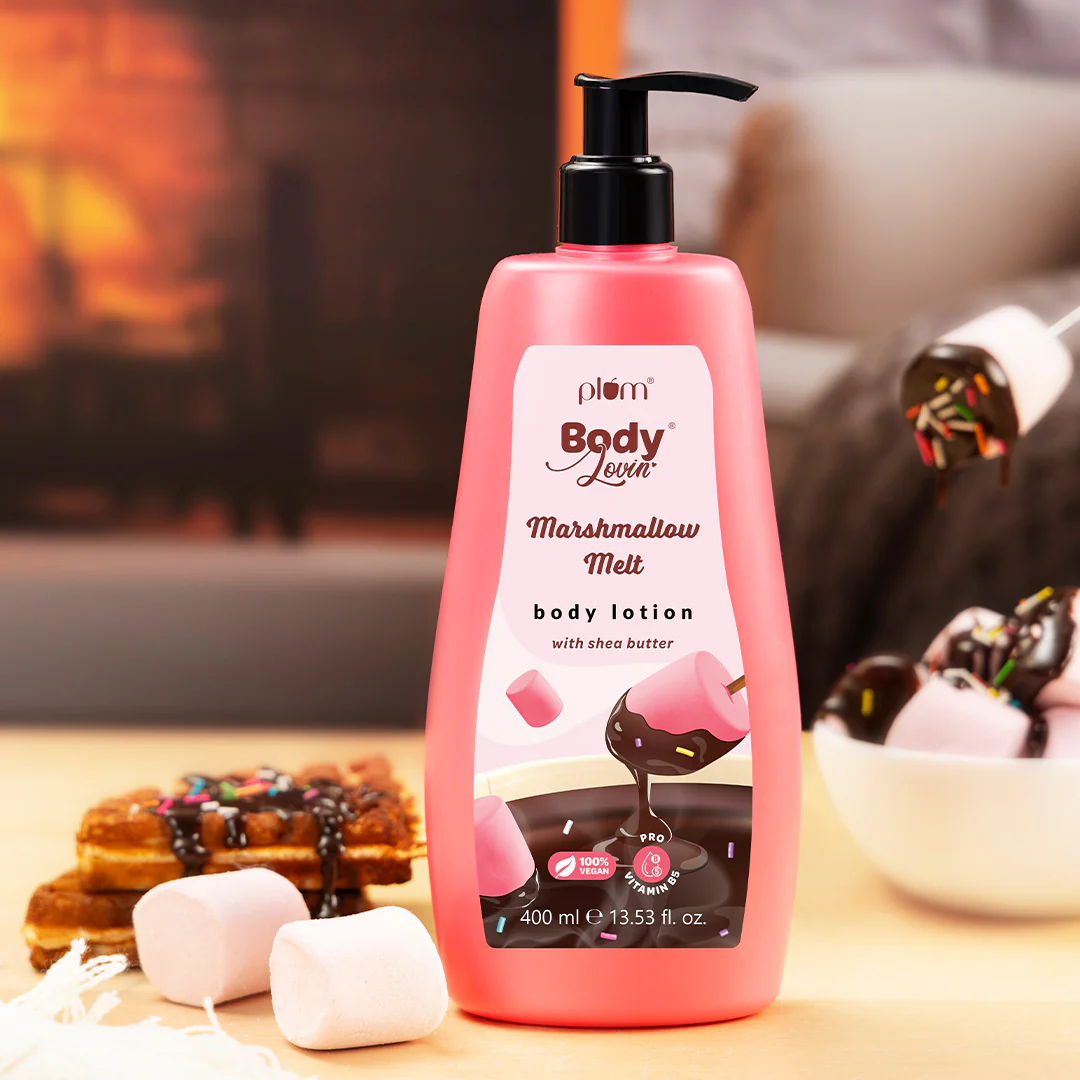 plum®
Body®
Lovin'
Marshmallow
Melt
body lotion
with shea butter
100%
VEGAN
PRO
B
5
VITAMIN B5
400 ml ℮ 13.53 fl. oz.